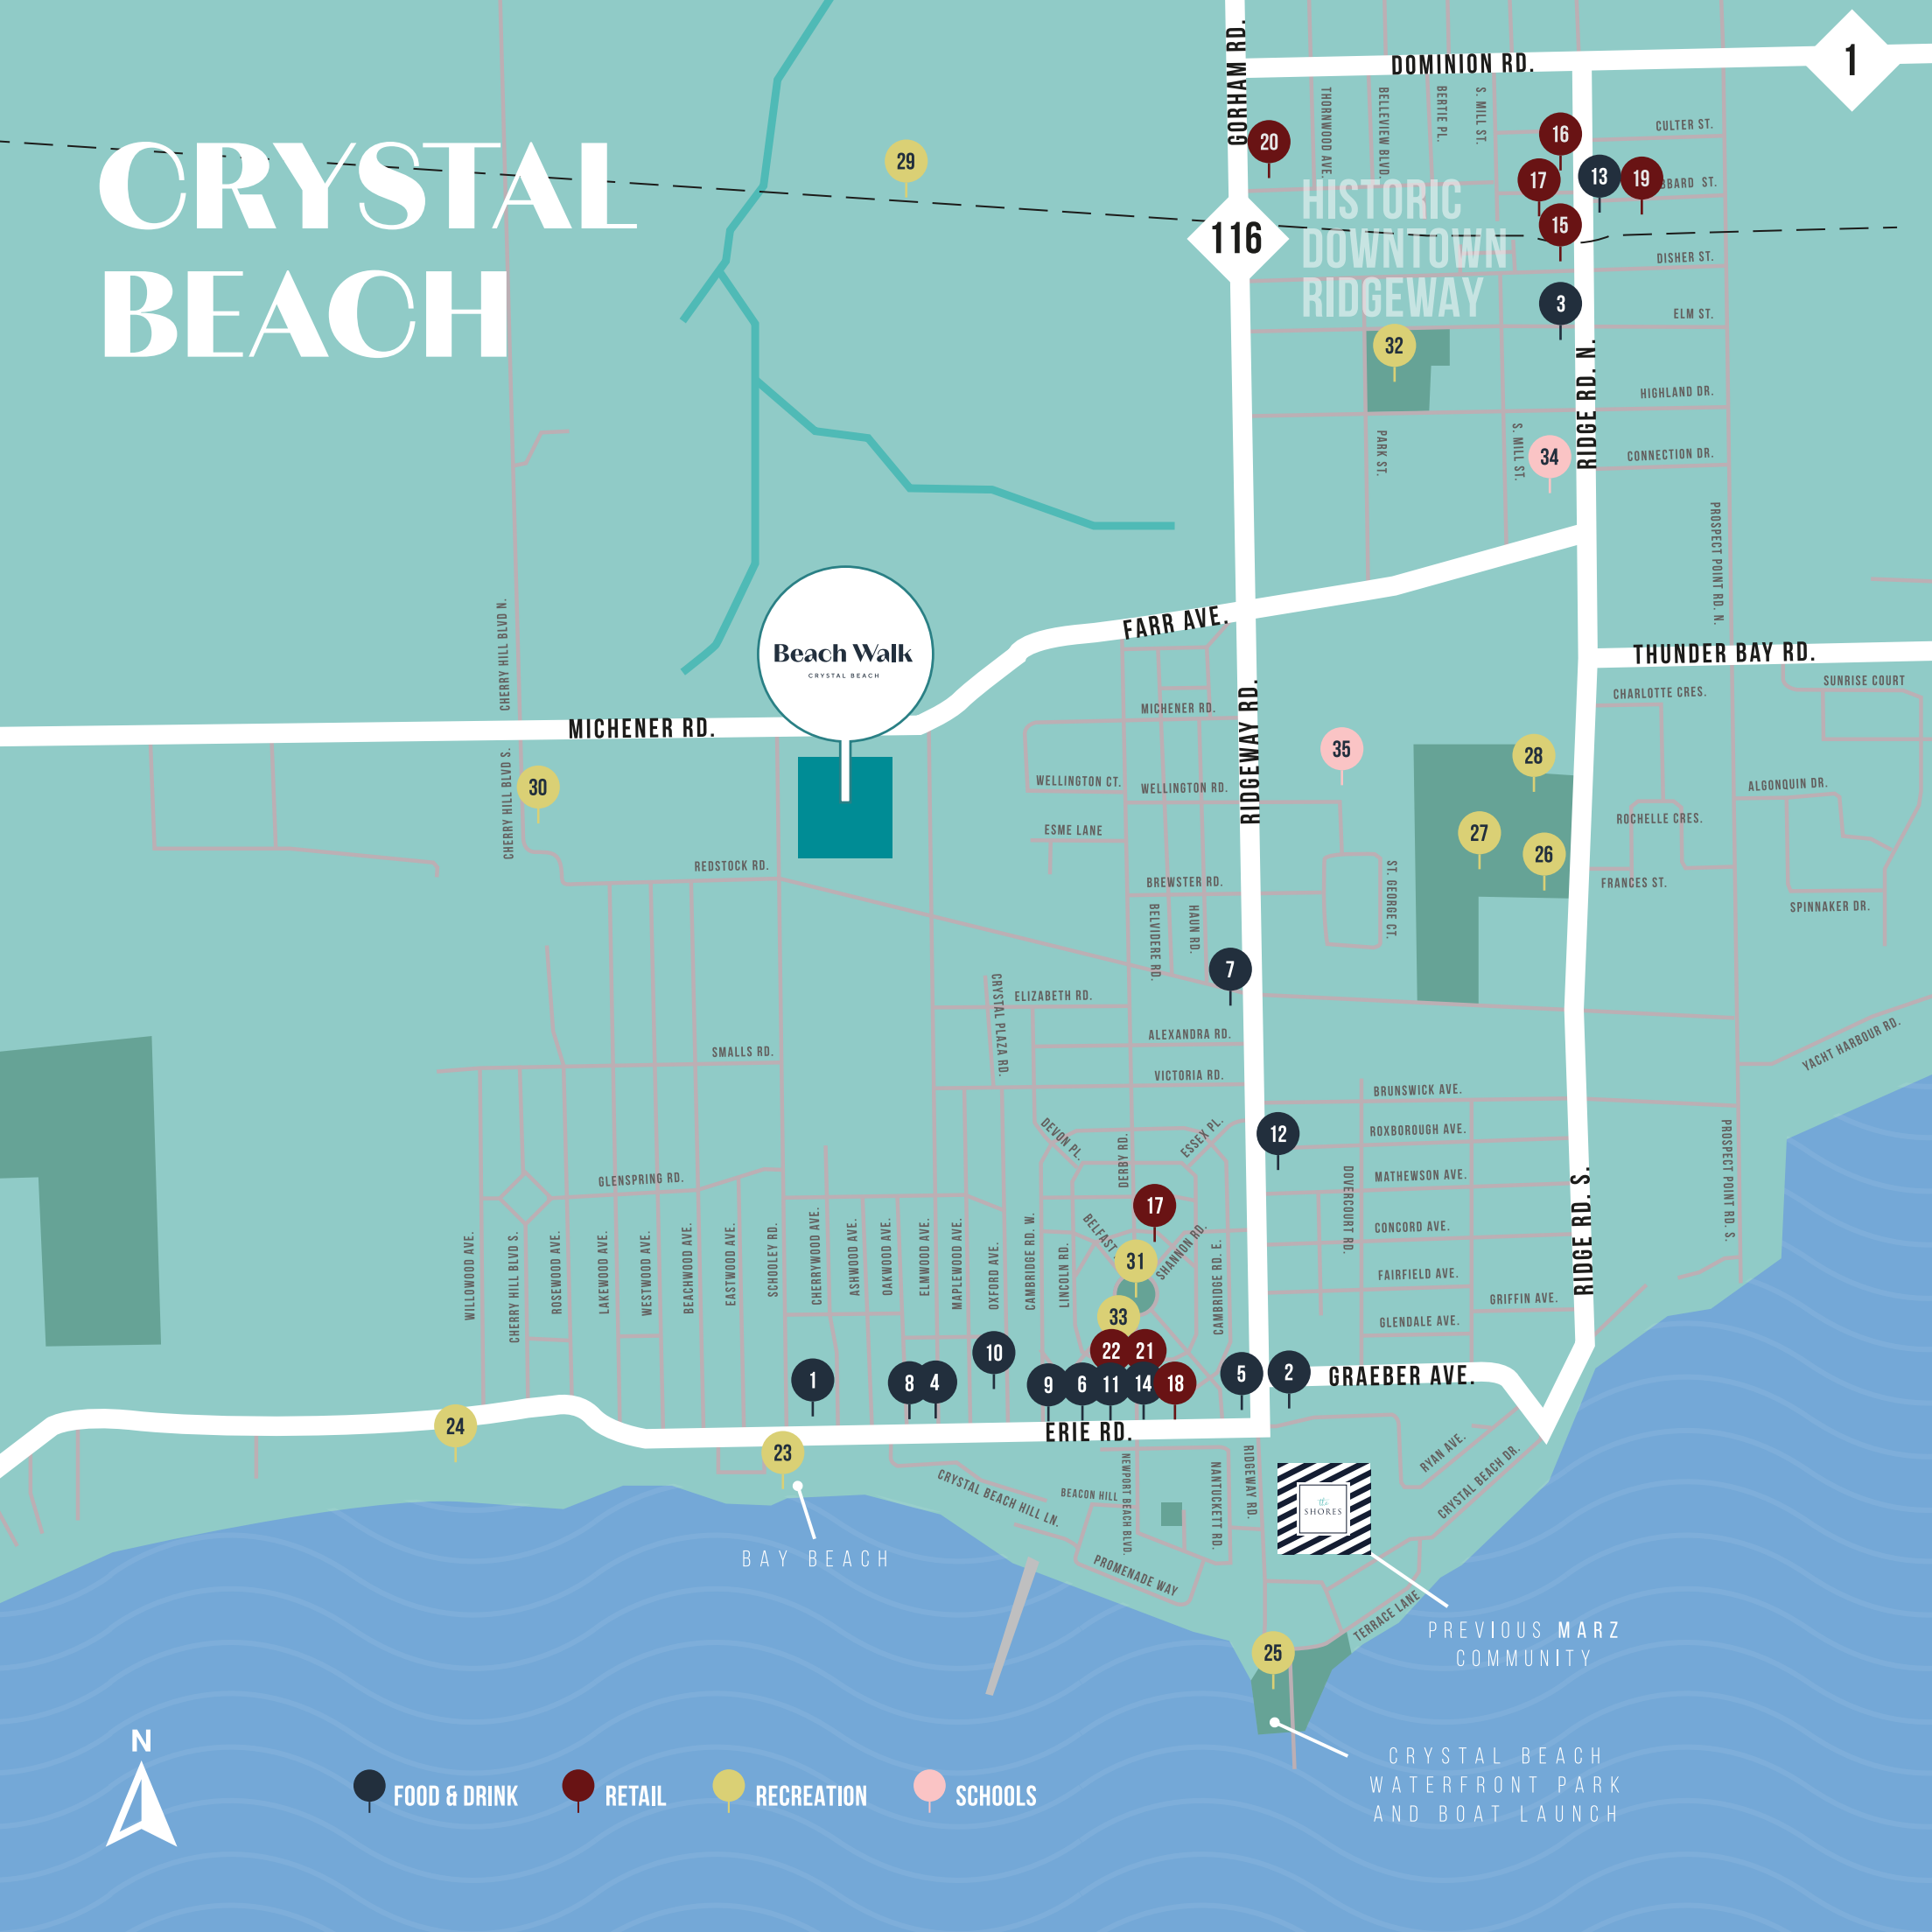 CRYSTAL
BEACH
GORHAM RD.
DOMINION RD.
1
THORNWOOD AVE.
BELLEVIEW BLVD.
BERTIE PL.
S. MILL ST.
CULTER ST.
20
16
29
17
13
19
ST.
15
116
HISTORIC
DOWNTOWN
RIDGEWAY
DISHER ST.
3
ELM ST.
32
RIDGE RD. N.
HIGHLAND DR.
PARK ST.
S. MILL ST.
34
CONNECTION DR.
PROSPECT POINT RD. N.
CHERRY HILL BLVD N.
Beach Walk
CRYSTAL BEACH
FARR AVE.
THUNDER BAY RD.
SUNRISE COURT
CHARLOTTE CRES.
MICHENER RD.
MICHENER RD.
RIDGEWAY RD.
35
28
CHERRY HILL BLVD S.
30
WELLINGTON CT.
WELLINGTON RD.
ALGONQUIN DR.
ROCHELLE CRES.
ESME LANE
27
26
REDSTOCK RD.
BREWSTER RD.
ST. GEORGE CT.
FRANCES ST.
SPINNAKER DR.
BELVIDERE RD.
HAUN RD.
7
CRYSTAL PLAZA RD.
ELIZABETH RD.
ALEXANDRA RD.
YACHT HARBOUR RD.
SMALLS RD.
VICTORIA RD.
BRUNSWICK AVE.
DEVON PL.
DERBY RD.
ESSEX PL.
12
ROXBOROUGH AVE.
PROSPECT POINT RD. S.
GLENSPRING RD.
MATHEWSON AVE.
DOVERCOURT RD.
RIDGE RD. S.
17
BELFAST
SHANNON RD.
CONCORD AVE.
31
WILLOWOOD AVE.
CHERRY HILL BLVD S.
ROSEWOOD AVE.
LAKEWOOD AVE.
WESTWOOD AVE.
BEACHWOOD AVE.
EASTWOOD AVE.
SCHOOLEY RD.
CHERRYWOOD AVE.
ASHWOOD AVE.
OAKWOOD AVE.
ELMWOOD AVE.
MAPLEWOOD AVE.
OXFORD AVE.
CAMBRIDGE RD. W.
LINCOLN RD.
CAMBRIDGE RD. E.
FAIRFIELD AVE.
GRIFFIN AVE.
33
GLENDALE AVE.
22
21
10
1
8
4
9
6
11
14
18
5
2
GRAEBER AVE.
24
ERIE RD.
23
CRYSTAL BEACH HILL LN.
BEACON HILL
NEWPORT BEACH BLVD.
NANTUCKETT RD.
RIDGEWAY RD.
RYAN AVE.
CRYSTAL BEACH DR.
the
SHORES
BAY BEACH
PROMENADE WAY
TERRACE LANE
PREVIOUS MARZ
COMMUNITY
25
CRYSTAL BEACH
WATERFRONT PARK
AND BOAT LAUNCH
N
FOOD & DRINK
RETAIL
RECREATION
SCHOOLS